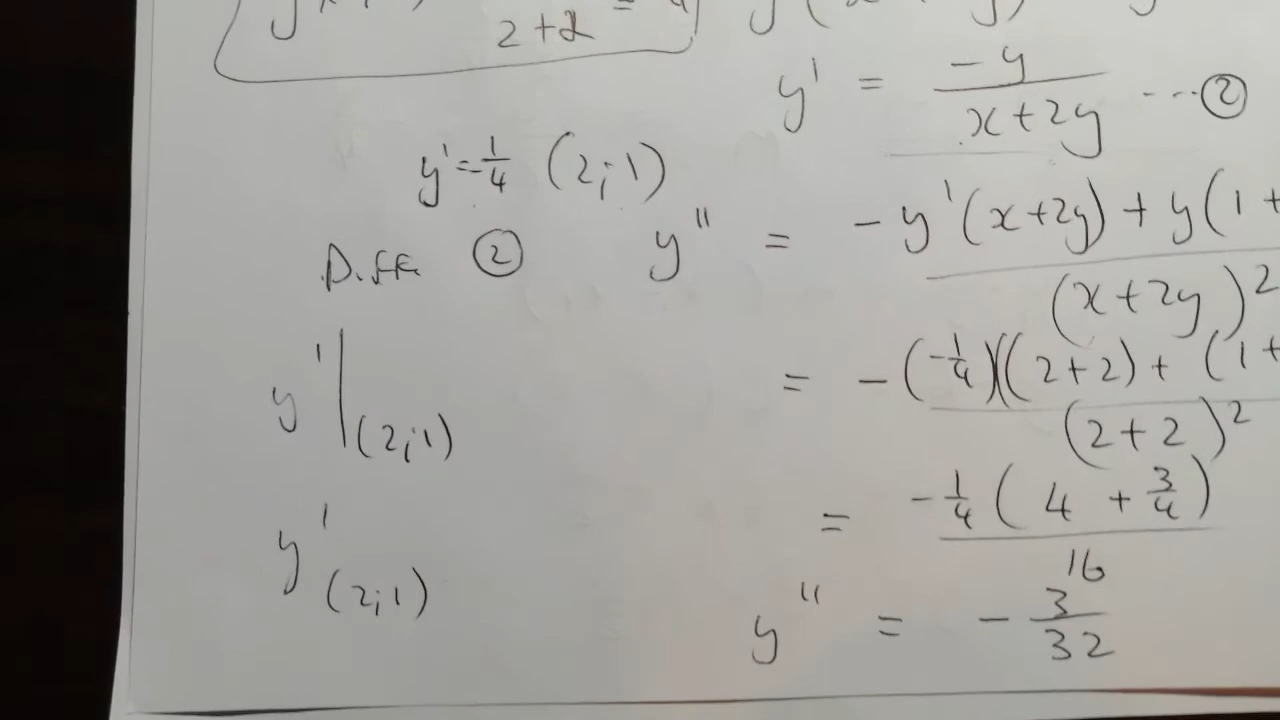 2+2
y' = -y/(x+2y) ---②
y'=-1/4 (2;1)
Diff ② y'' = (-y'(x+2y) + y(1+)/(x+2y)^2
y'|(2;1) = (-(-1/4)((2+2) + (1+)/(2+2)^2
= (-1/4(4 + 3/4))/16
y'(2;1)
y'' = -3/32